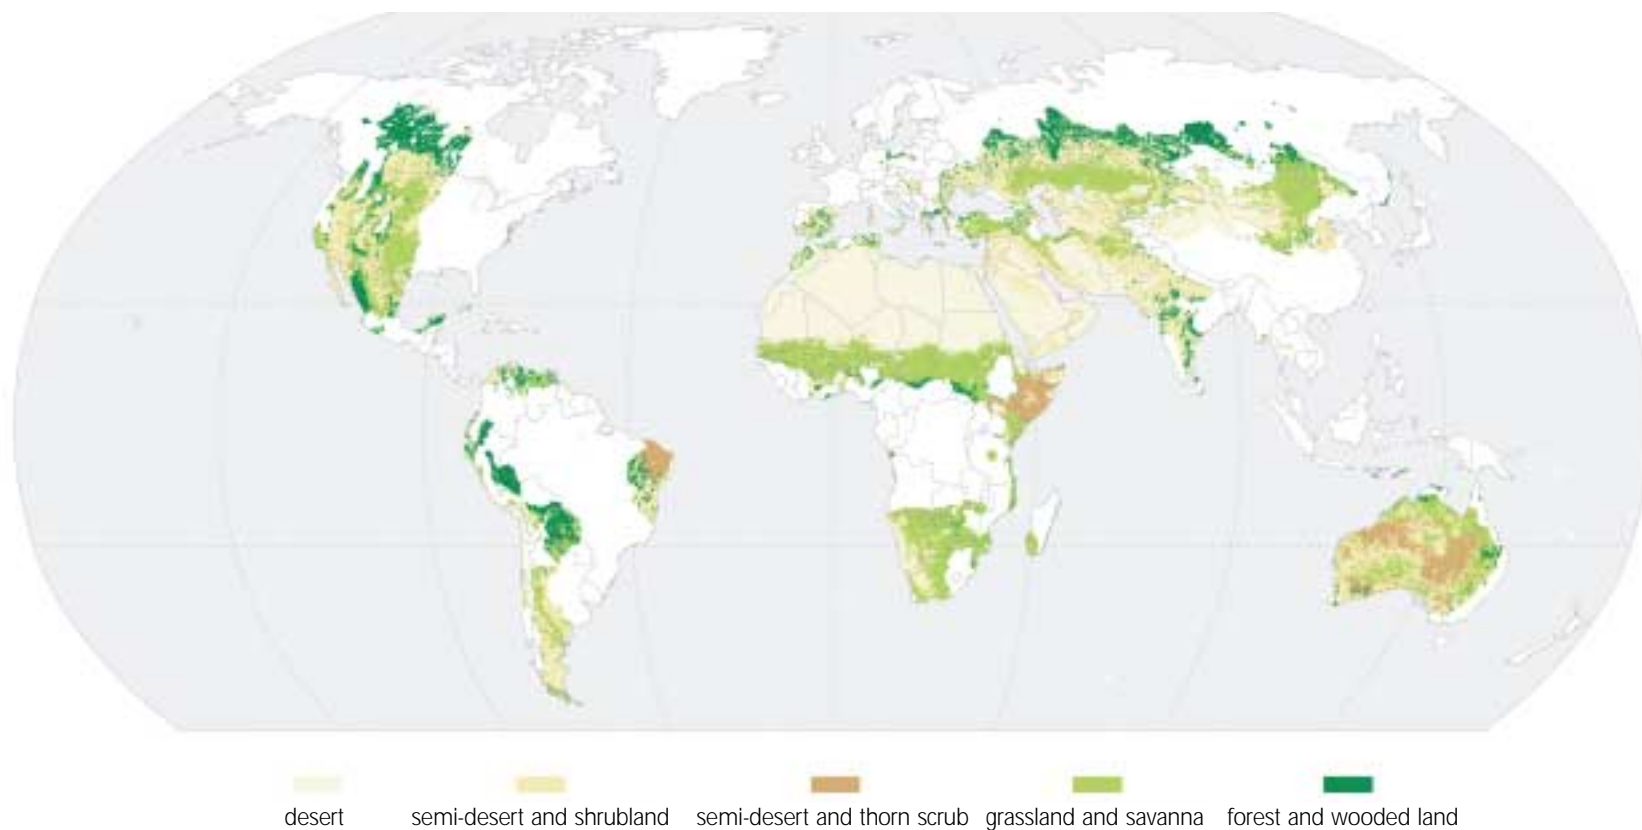 desert semi-desert and shrubland semi-desert and thorn scrub grassland and savanna forest and wooded land